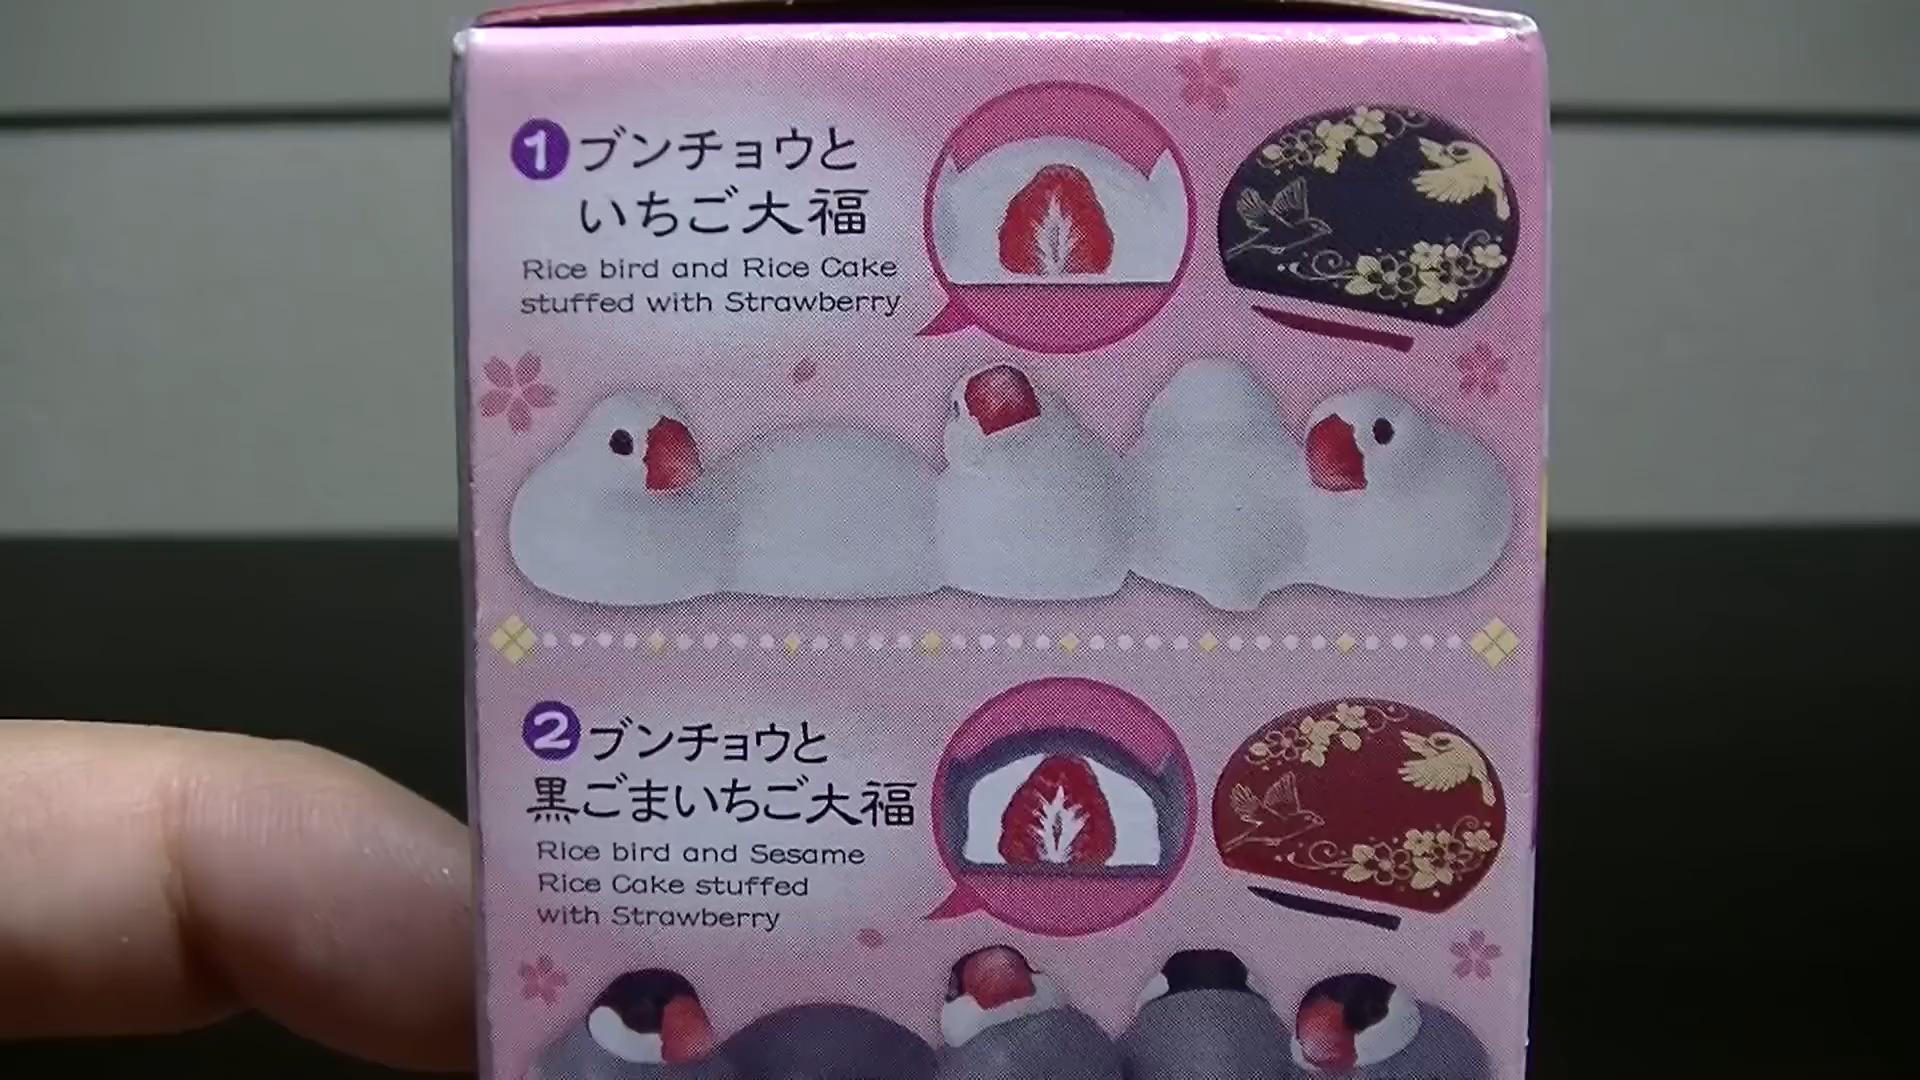 1 ブンチョウと
いちご大福
Rice bird and Rice Cake
stuffed with Strawberry
2 ブンチョウと
黒ごまいちご大福
Rice bird and Sesame
Rice Cake stuffed
with Strawberry